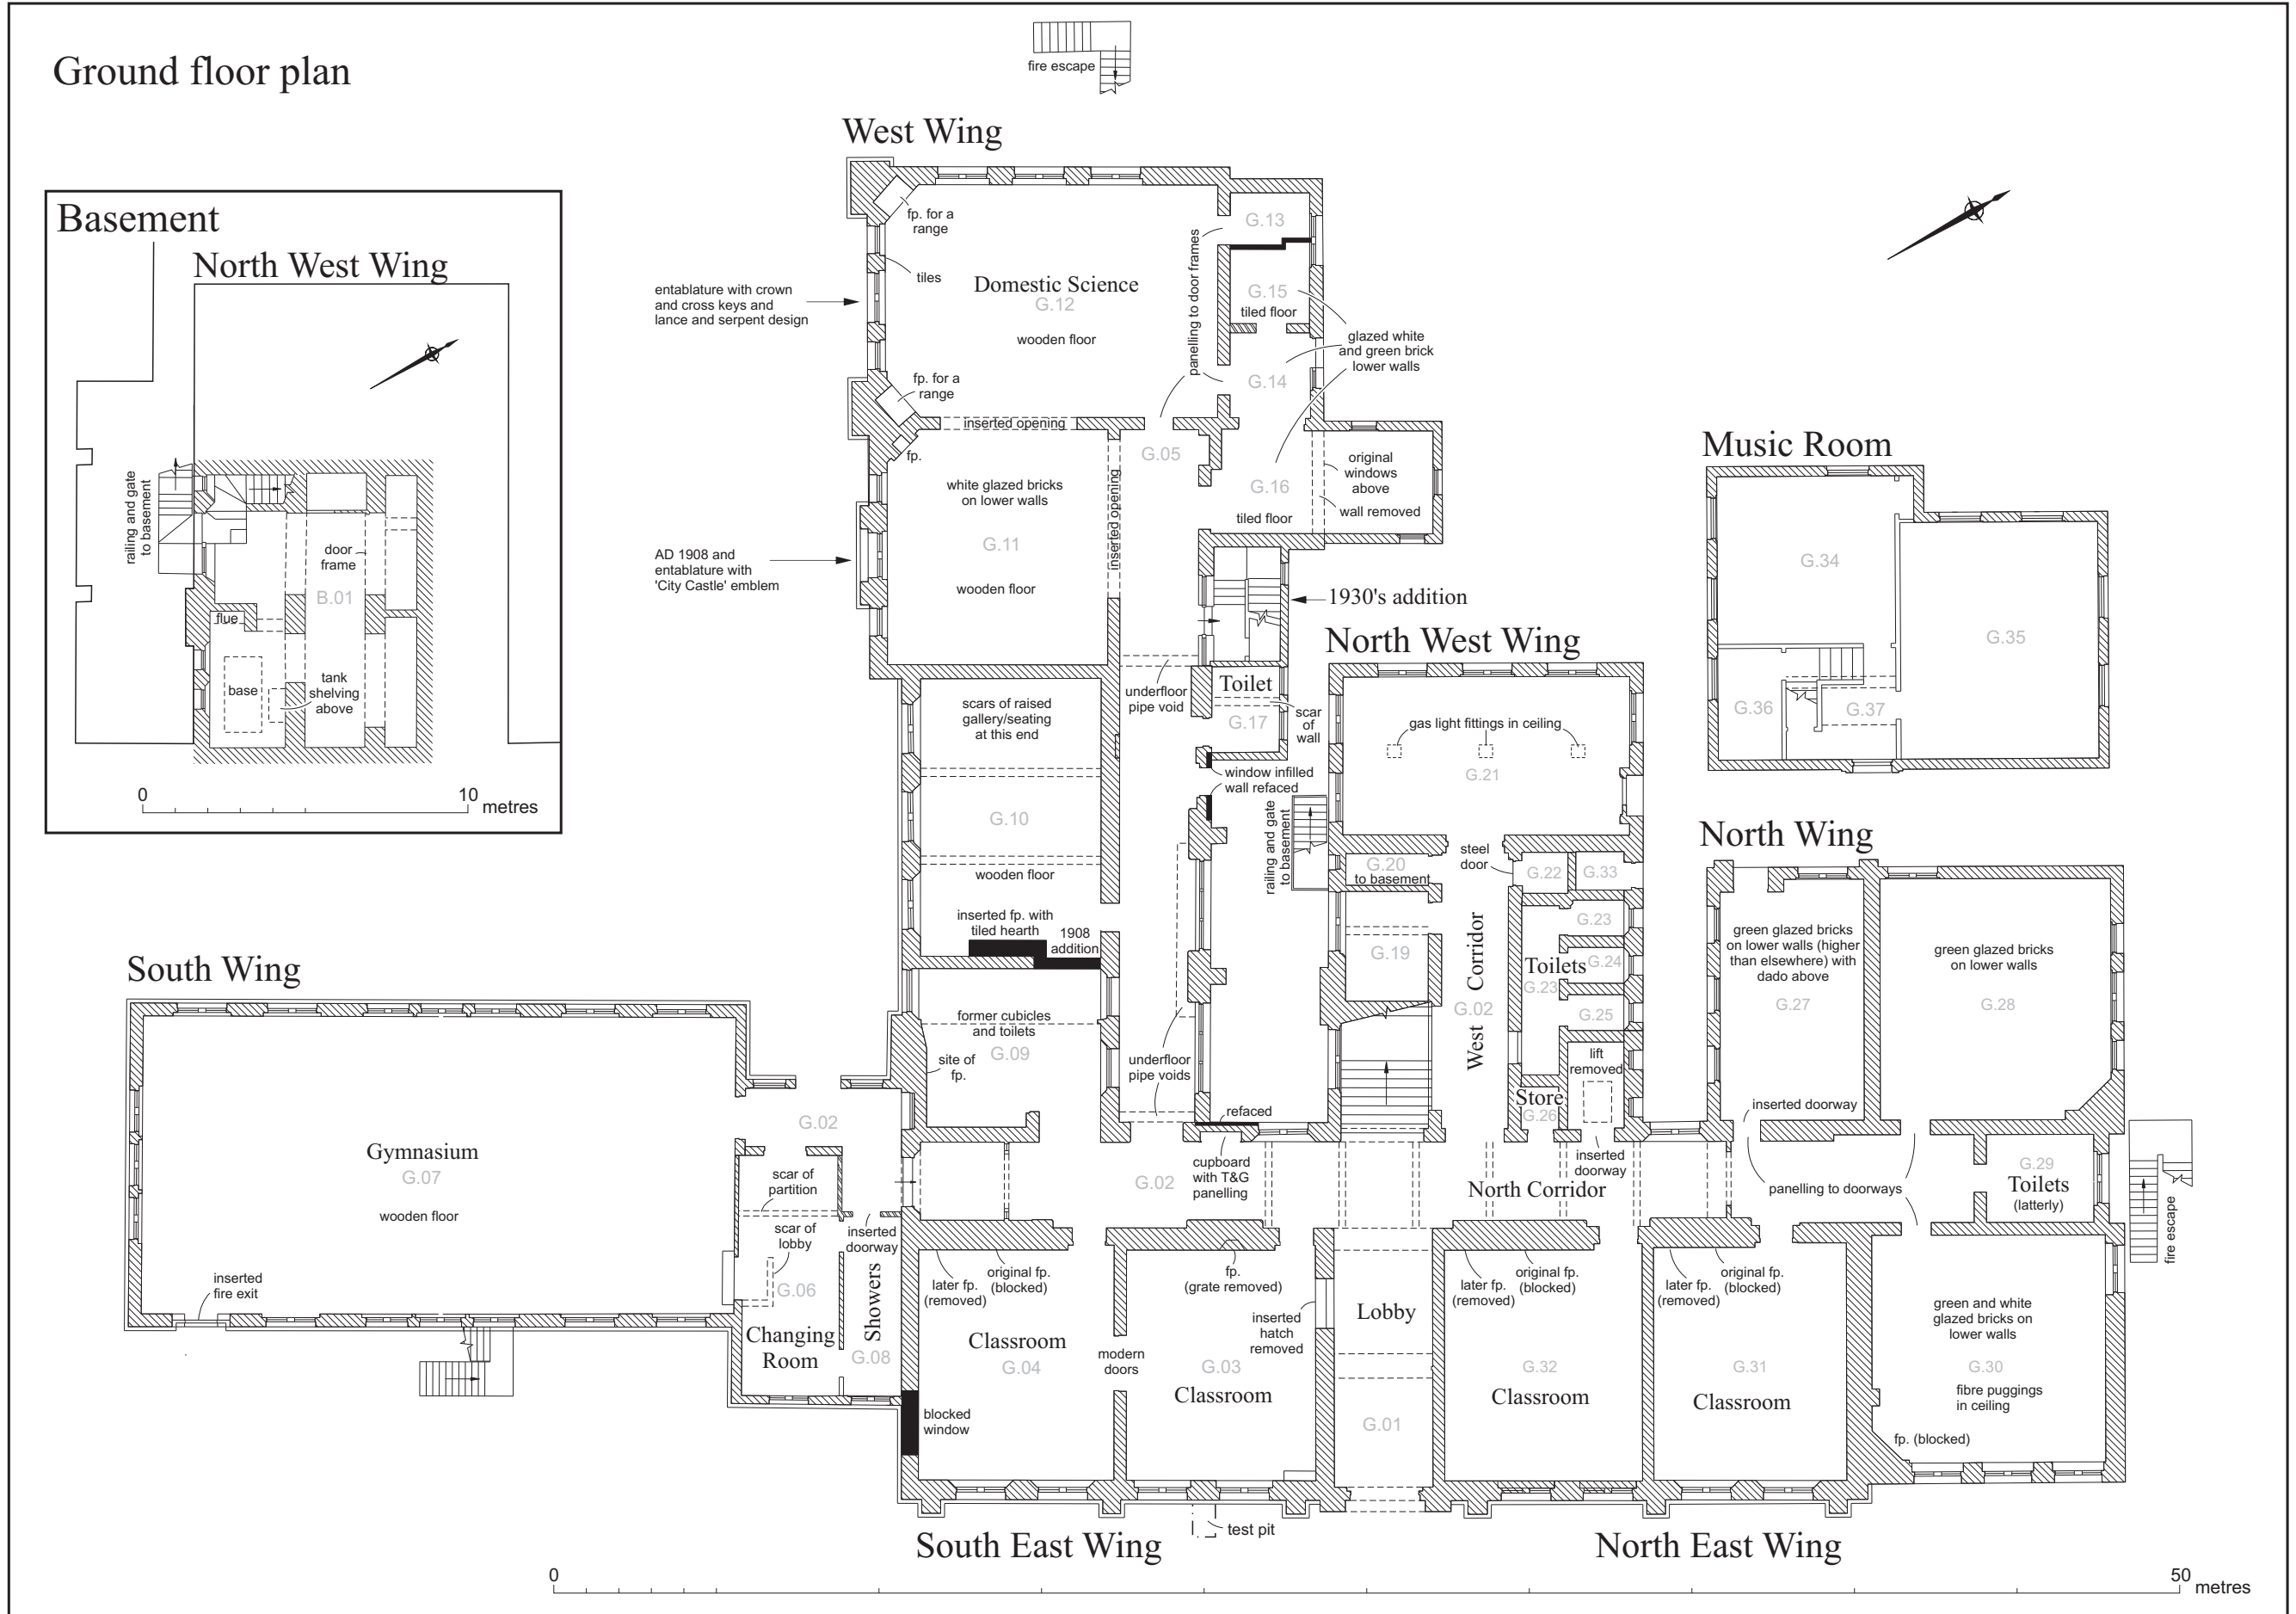 Ground floor plan
fire escape
West Wing
Basement
North West Wing
railing and gate
to basement
door
frame
B.01
flue
base
tank
shelving
above
0
10
metres
fp. for a
range
tiles
entablature with crown
and cross keys and
lance and serpent design
Domestic Science
G.12
wooden floor
panelling to door frames
G.13
G.15
tiled floor
glazed white
and green brick
lower walls
G.14
fp. for a
range
inserted opening
fp.
G.05
white glazed bricks
on lower walls
inserted opening
G.16
tiled floor
original
windows
above
wall removed
AD 1908 and
entablature with
'City Castle' emblem
G.11
wooden floor
1930's addition
Music Room
G.34
G.35
G.36
G.37
North West Wing
underfloor
pipe void
Toilet
G.17
scar
of
wall
scars of raised
gallery/seating
at this end
gas light fittings in ceiling
G.21
window infilled
wall refaced
railing and gate
to basement
G.10
wooden floor
inserted fp. with
tiled hearth
1908
addition
G.20
to basement
steel
door
G.22
G.33
G.23
G.19
West Corridor
G.02
Toilets
G.24
G.23
G.25
lift
removed
Store
G.26
inserted
doorway
North Wing
green glazed bricks
on lower walls (higher
than elsewhere) with
dado above
G.27
green glazed bricks
on lower walls
G.28
inserted doorway
G.29
Toilets
(latterly)
panelling to doorways
fire escape
South Wing
former cubicles
and toilets
G.09
site of
fp.
underfloor
pipe voids
refaced
cupboard
with T&G
panelling
G.02
North Corridor
Gymnasium
G.07
wooden floor
inserted
fire exit
G.02
scar of
partition
scar of
lobby
inserted
doorway
G.06
Changing
Room
Showers
G.08
later fp.
(removed)
original fp.
(blocked)
Classroom
G.04
blocked
window
modern
doors
fp.
(grate removed)
G.03
Classroom
inserted
hatch
removed
Lobby
G.01
later fp.
(removed)
original fp.
(blocked)
G.32
Classroom
later fp.
(removed)
original fp.
(blocked)
G.31
Classroom
green and white
glazed bricks on
lower walls
G.30
fibre puggings
in ceiling
fp. (blocked)
test pit
South East Wing
North East Wing
0
50
metres